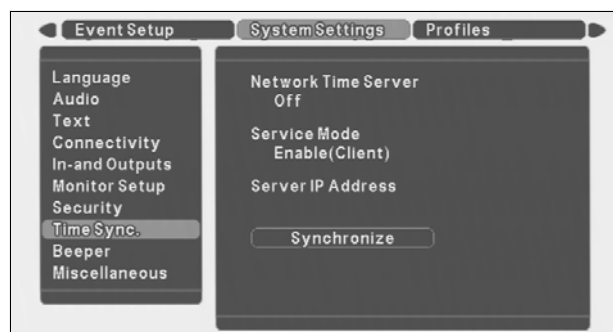 Event Setup
System Settings
Profiles
Language
Audio
Text
Connectivity
In-and Outputs
Monitor Setup
Security
Time Sync.
Beeper
Miscellaneous
Network Time Server
Off
Service Mode
Enable(Client)
Server IP Address
Synchronize